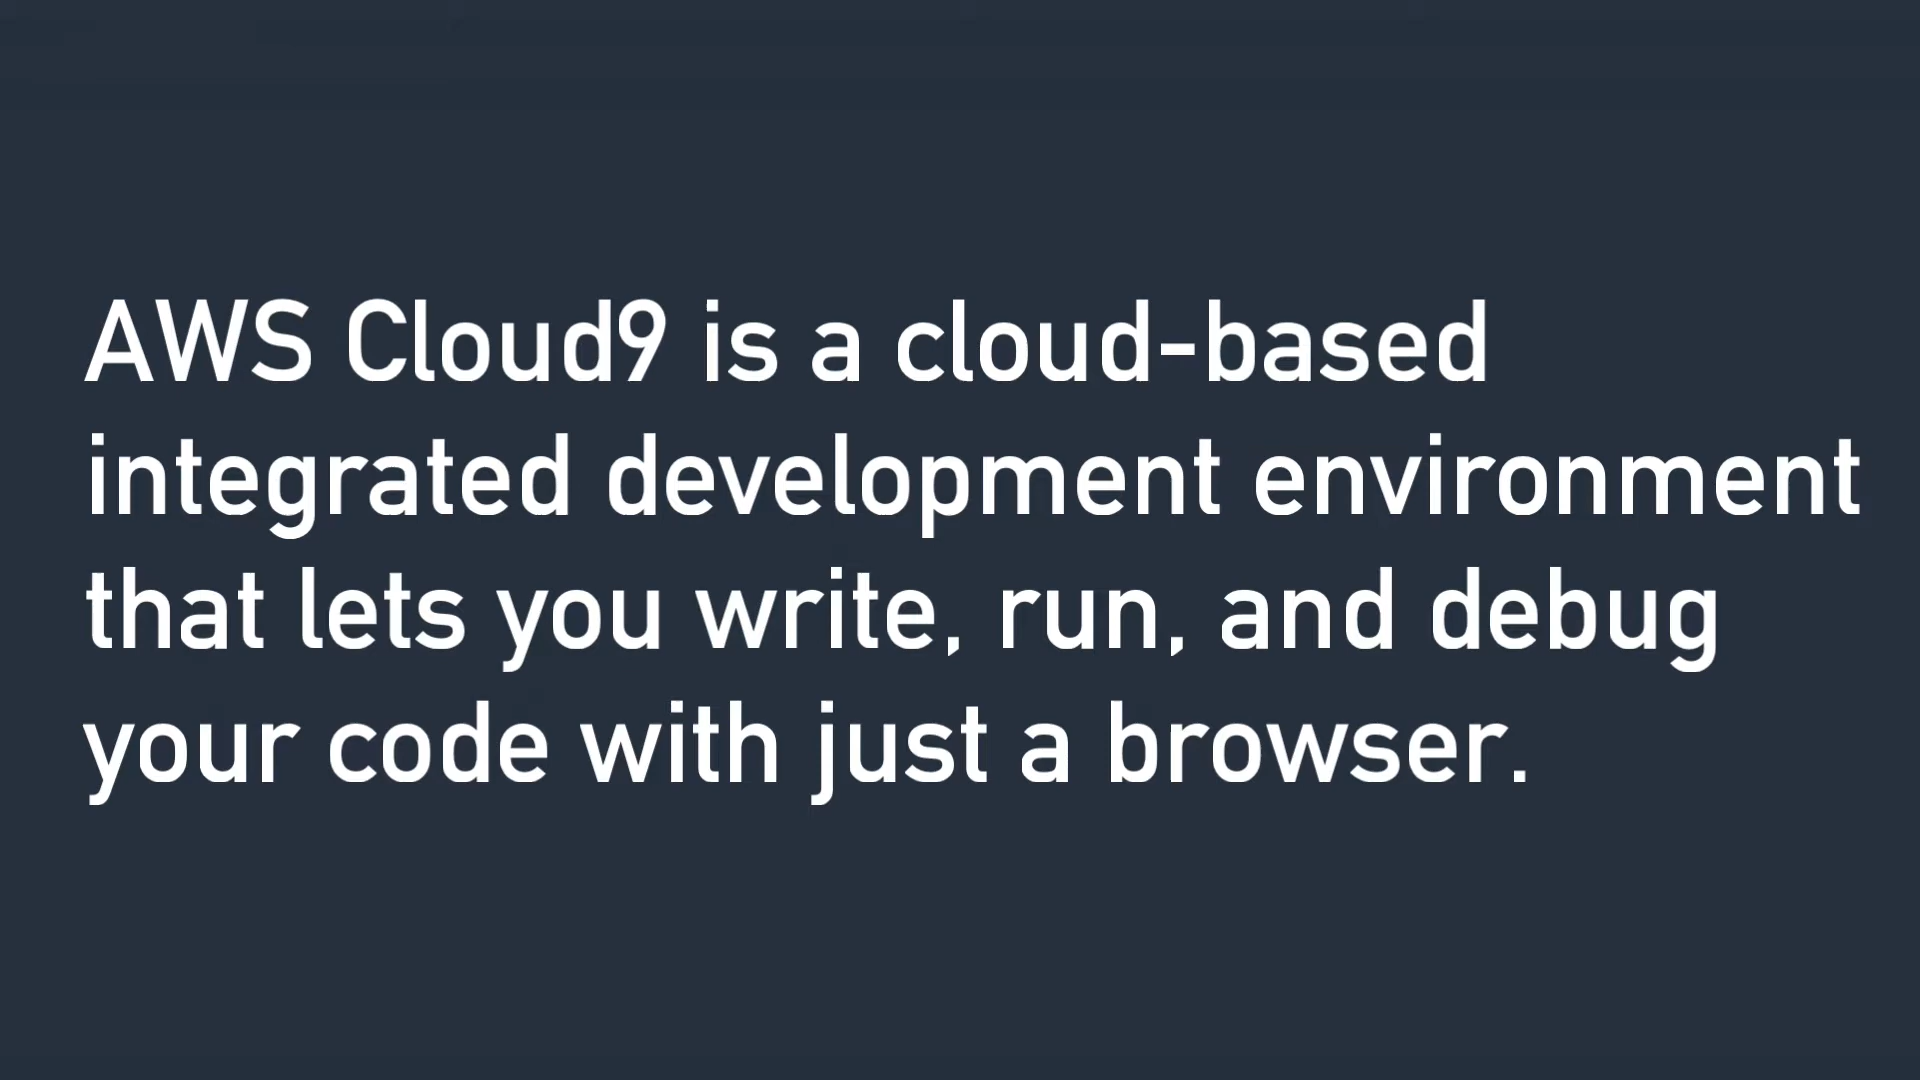 AWS Cloud9 is a cloud-based
integrated development environment
that lets you write, run, and debug
your code with just a browser.